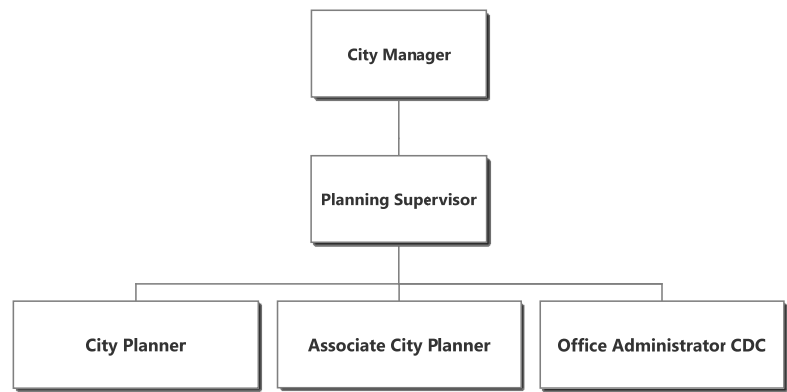 City Manager
Planning Supervisor
City Planner
Associate City Planner
Office Administrator CDC